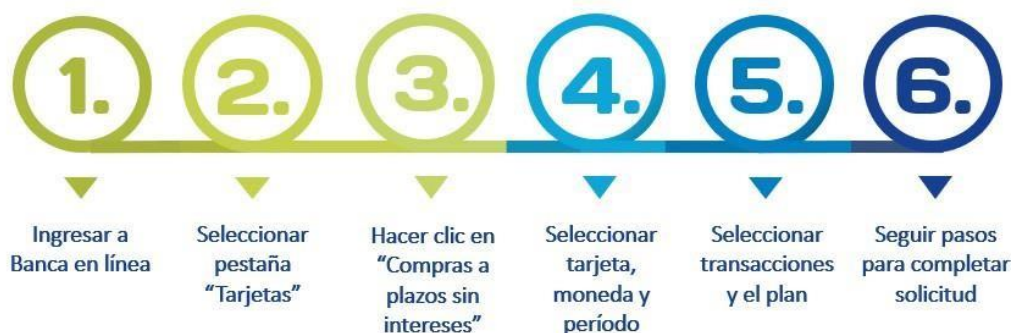 1.
2.
3.
4.
5.
6.
Ingresar a
Banca en línea
Seleccionar
pestaña
“Tarjetas”
Hacer clic en
“Compras a
plazos sin
intereses”
Seleccionar
tarjeta,
moneda y
período
Seleccionar
transacciones
y el plan
Seguir pasos
para completar
solicitud